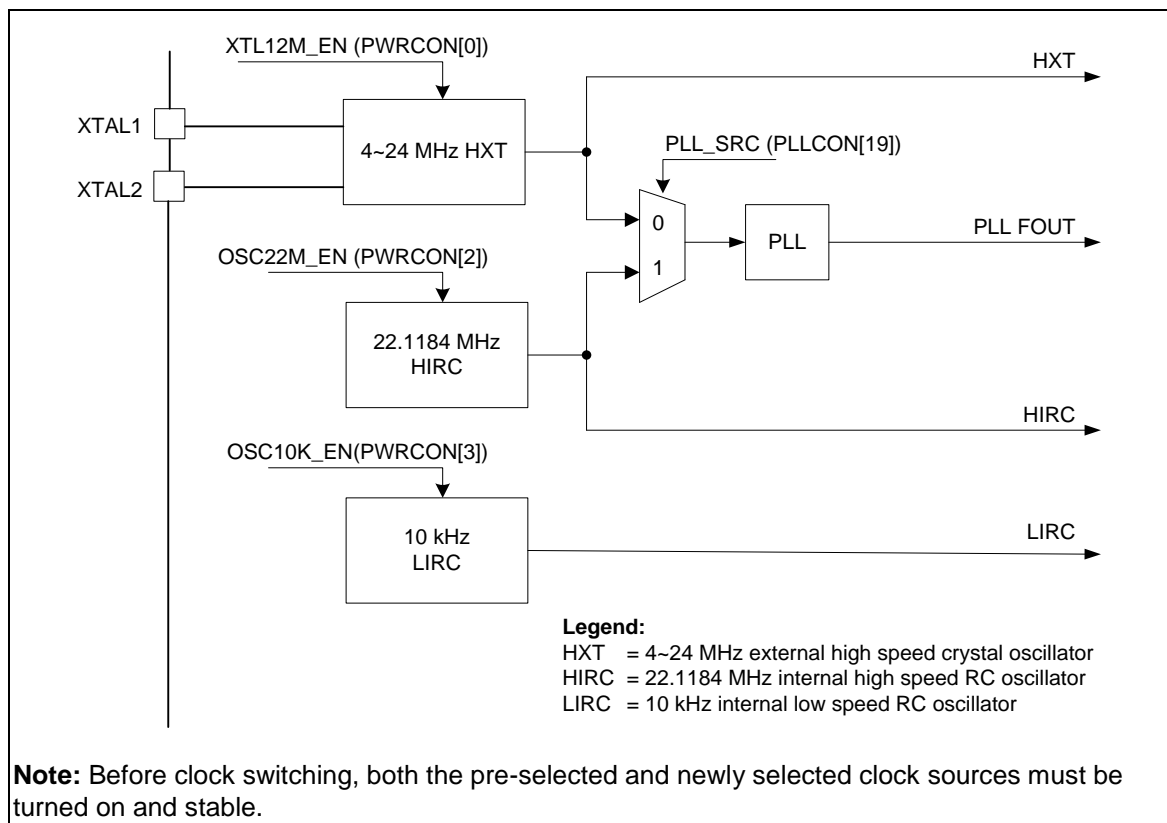 XTL12M_EN (PWRCON[0])
HXT
XTAL1
4~24 MHz HXT
PLL_SRC (PLLCON[19])
XTAL2
0
PLL
PLL FOUT
1
OSC22M_EN (PWRCON[2])
22.1184 MHz
HIRC
HIRC
OSC10K_EN(PWRCON[3])
10 kHz
LIRC
LIRC
Legend:
HXT = 4~24 MHz external high speed crystal oscillator
HIRC = 22.1184 MHz internal high speed RC oscillator
LIRC = 10 kHz internal low speed RC oscillator
Note: Before clock switching, both the pre-selected and newly selected clock sources must be
turned on and stable.